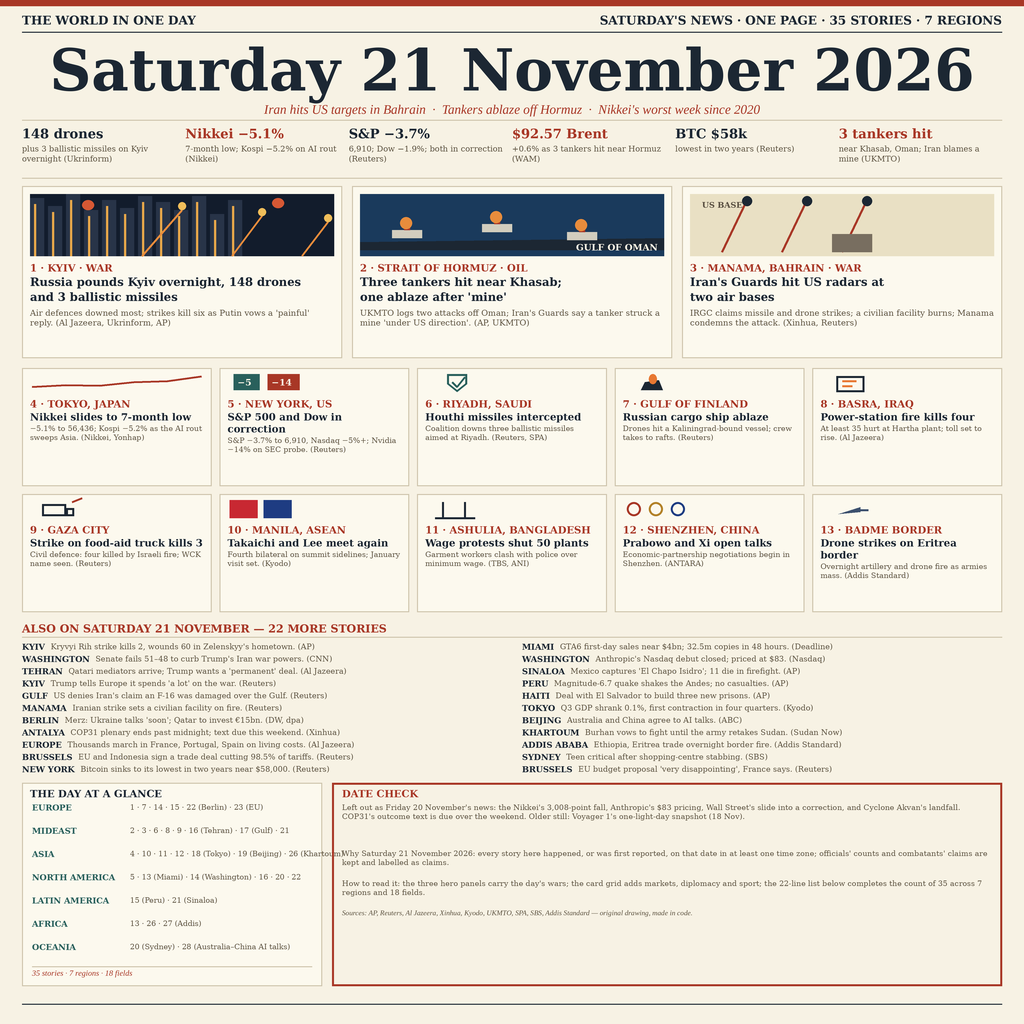 THE WORLD IN ONE DAY
SATURDAY'S NEWS · ONE PAGE · 35 STORIES · 7 REGIONS
Saturday 21 November 2026
Iran hits US targets in Bahrain · Tankers ablaze off Hormuz · Nikkei's worst week since 2020
148 drones
plus 3 ballistic missiles on Kyiv
overnight (Ukrinform)
Nikkei −5.1%
7-month low; Kospi −5.2% on AI rout
(Nikkei)
S&P −3.7%
6,910; Dow −1.9%; both in correction
(Reuters)
$92.57 Brent
+0.6% as 3 tankers hit near Hormuz
(WAM)
BTC $58k
lowest in two years (Reuters)
3 tankers hit
near Khasab, Oman; Iran blames a
mine (UKMTO)
1 · KYIV · WAR
Russia pounds Kyiv overnight, 148 drones
and 3 ballistic missiles
Air defences downed most; strikes kill six as Putin vows a 'painful'
reply. (Al Jazeera, Ukrinform, AP)
GULF OF OMAN
2 · STRAIT OF HORMUZ · OIL
Three tankers hit near Khasab;
one ablaze after 'mine'
UKMTO logs two attacks off Oman; Iran's Guards say a tanker struck a
mine 'under US direction'. (AP, UKMTO)
US BASE
3 · MANAMA, BAHRAIN · WAR
Iran's Guards hit US radars at
two air bases
IRGC claims missile and drone strikes; a civilian facility burns; Manama
condemns the attack. (Xinhua, Reuters)
4 · TOKYO, JAPAN
Nikkei slides to 7-month low
−5.1% to 56,436; Kospi −5.2% as the AI rout
sweeps Asia. (Nikkei, Yonhap)
−5
−14
5 · NEW YORK, US
S&P 500 and Dow in
correction
S&P −3.7% to 6,910, Nasdaq −5%+; Nvidia
−14% on SEC probe. (Reuters)
6 · RIYADH, SAUDI
Houthi missiles intercepted
Coalition downs three ballistic missiles
aimed at Riyadh. (Reuters, SPA)
7 · GULF OF FINLAND
Russian cargo ship ablaze
Drones hit a Kaliningrad-bound vessel; crew
takes to rafts. (Reuters)
8 · BASRA, IRAQ
Power-station fire kills four
At least 35 hurt at Hartha plant; toll set to
rise. (Al Jazeera)
9 · GAZA CITY
Strike on food-aid truck kills 3
Civil defence: four killed by Israeli fire; WCK
name seen. (Reuters)
10 · MANILA, ASEAN
Takaichi and Lee meet again
Fourth bilateral on summit sidelines; January
visit set. (Kyodo)
11 · ASHULIA, BANGLADESH
Wage protests shut 50 plants
Garment workers clash with police over
minimum wage. (TBS, ANI)
12 · SHENZHEN, CHINA
Prabowo and Xi open talks
Economic-partnership negotiations begin in
Shenzhen. (ANTARA)
13 · BADME BORDER
Drone strikes on Eritrea
border
Overnight artillery and drone fire as armies
mass. (Addis Standard)
ALSO ON SATURDAY 21 NOVEMBER — 22 MORE STORIES
KYIV Kryvyi Rih strike kills 2, wounds 60 in Zelenskyy's hometown. (AP)
WASHINGTON Senate fails 51–48 to curb Trump's Iran war powers. (CNN)
TEHRAN Qatari mediators arrive; Trump wants a 'permanent' deal. (Al Jazeera)
KYIV Trump tells Europe it spends 'a lot' on the war. (Reuters)
GULF US denies Iran's claim an F-16 was damaged over the Gulf. (Reuters)
MANAMA Iranian strike sets a civilian facility on fire. (Reuters)
BERLIN Merz: Ukraine talks 'soon'; Qatar to invest €15bn. (DW, dpa)
ANTALYA COP31 plenary ends past midnight; text due this weekend. (Xinhua)
EUROPE Thousands march in France, Portugal, Spain on living costs. (Al Jazeera)
BRUSSELS EU and Indonesia sign a trade deal cutting 98.5% of tariffs. (Reuters)
NEW YORK Bitcoin sinks to its lowest in two years near $58,000. (Reuters)
MIAMI GTA6 first-day sales near $4bn; 32.5m copies in 48 hours. (Deadline)
WASHINGTON Anthropic's Nasdaq debut closed; priced at $83. (Nasdaq)
SINALOA Mexico captures 'El Chapo Isidro'; 11 die in firefight. (AP)
PERU Magnitude-6.7 quake shakes the Andes; no casualties. (AP)
HAITI Deal with El Salvador to build three new prisons. (AP)
TOKYO Q3 GDP shrank 0.1%, first contraction in four quarters. (Kyodo)
BEIJING Australia and China agree to AI talks. (ABC)
KHARTOUM Burhan vows to fight until the army retakes Sudan. (Sudan Now)
ADDIS ABABA Ethiopia, Eritrea trade overnight border fire. (Addis Standard)
SYDNEY Teen critical after shopping-centre stabbing. (SBS)
BRUSSELS EU budget proposal 'very disappointing', France says. (Reuters)
THE DAY AT A GLANCE
EUROPE 1 · 7 · 14 · 15 · 22 (Berlin) · 23 (EU)
MIDEAST 2 · 3 · 6 · 8 · 9 · 16 (Tehran) · 17 (Gulf) · 21
ASIA 4 · 10 · 11 · 12 · 18 (Tokyo) · 19 (Beijing) · 26 (Khartoum)
NORTH AMERICA 5 · 13 (Miami) · 14 (Washington) · 16 · 20 · 22
LATIN AMERICA 15 (Peru) · 21 (Sinaloa)
AFRICA 13 · 26 · 27 (Addis)
OCEANIA 20 (Sydney) · 28 (Australia–China AI talks)
35 stories · 7 regions · 18 fields
DATE CHECK
Left out as Friday 20 November's news: the Nikkei's 3,008-point fall, Anthropic's $83 pricing, Wall Street's slide into a correction, and Cyclone Akvan's landfall.
COP31's outcome text is due over the weekend. Older still: Voyager 1's one-light-day snapshot (18 Nov).
Why Saturday 21 November 2026: every story here happened, or was first reported, on that date in at least one time zone; officials' counts and combatants' claims are
kept and labelled as claims.
How to read it: the three hero panels carry the day's wars; the card grid adds markets, diplomacy and sport; the 22-line list below completes the count of 35 across 7
regions and 18 fields.
Sources: AP, Reuters, Al Jazeera, Xinhua, Kyodo, UKMTO, SPA, SBS, Addis Standard — original drawing, made in code.